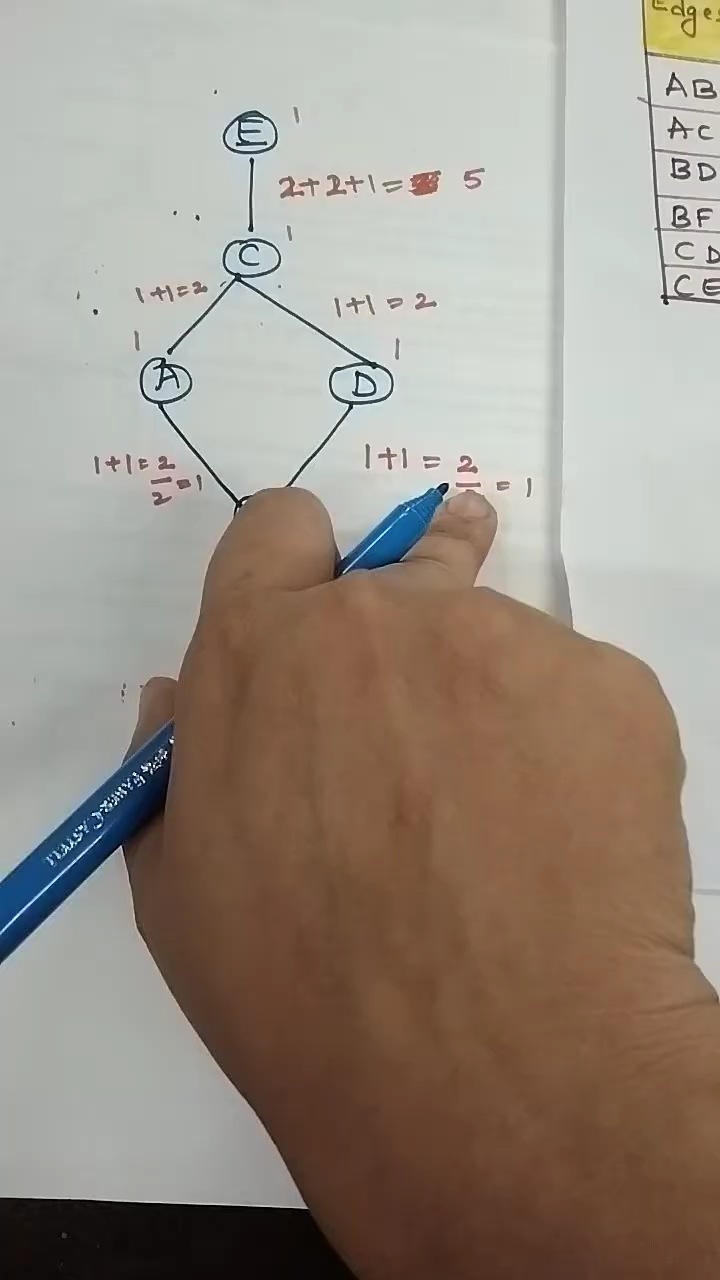 Edges
AB
AC
BD
BF
CD
CE
E 1
2+2+1= 5
C 1
1+1=2
1+1=2
1
1
A
D
1+1=2
2 =1
1+1=2
=1